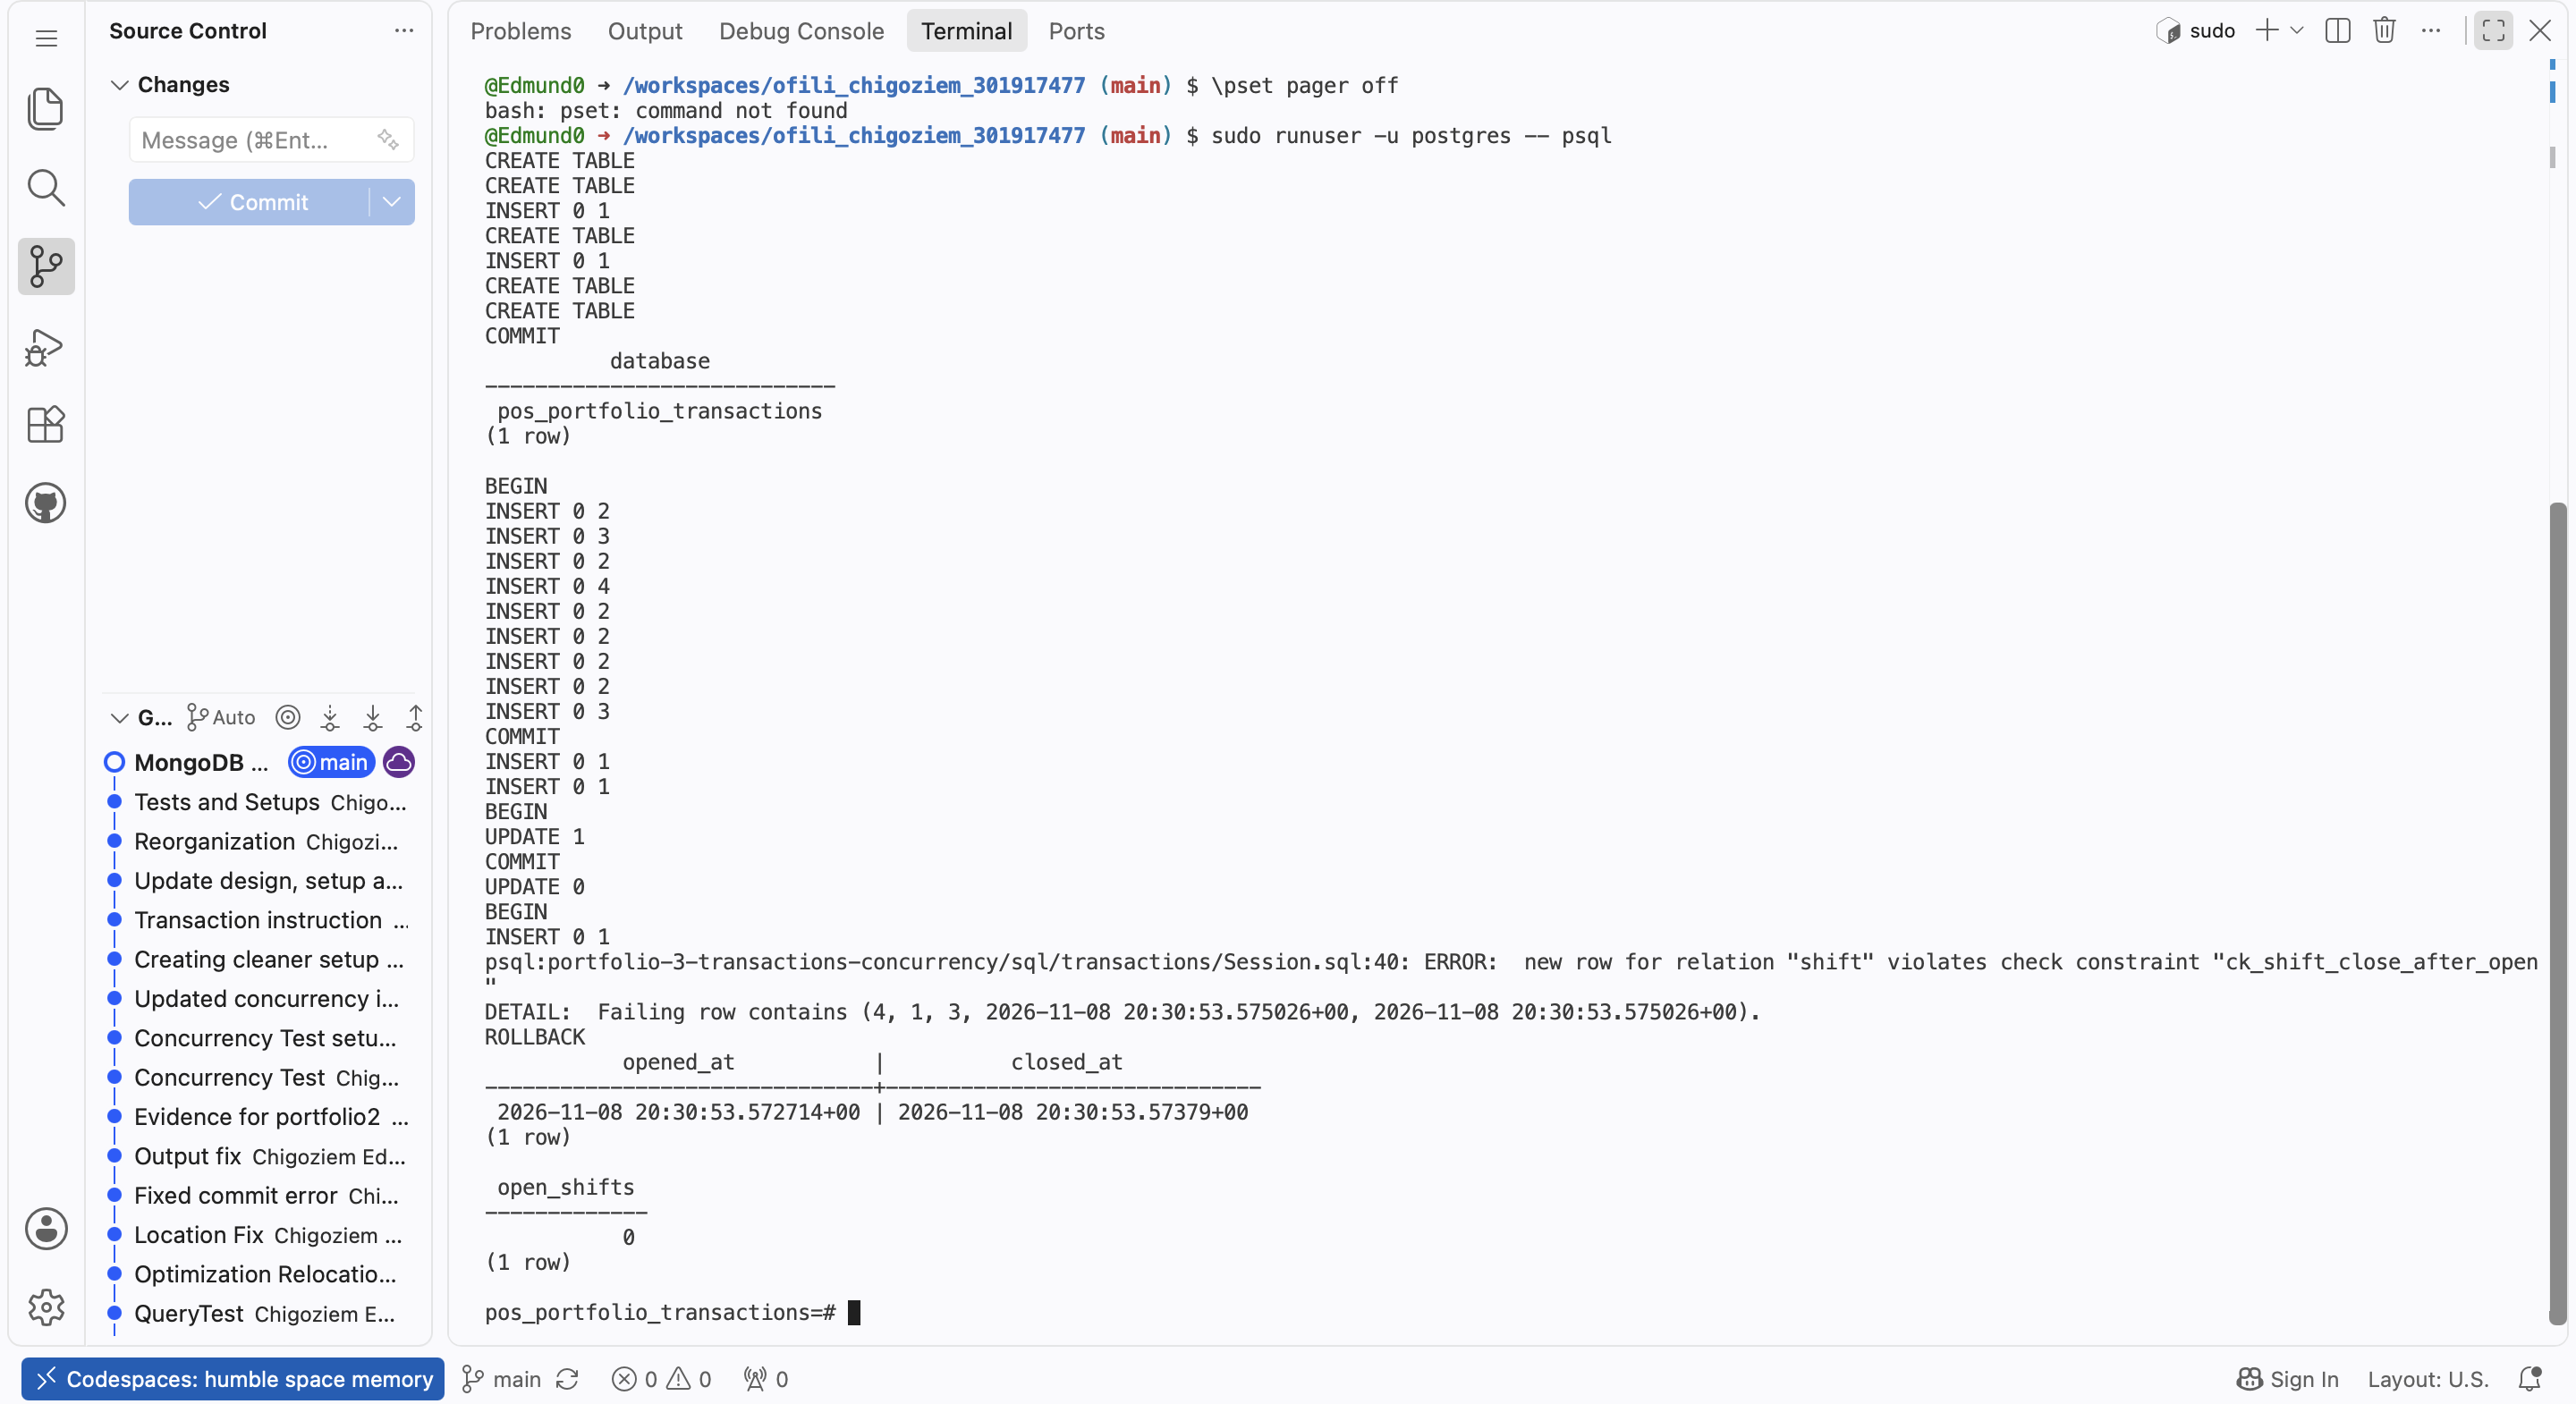 Source Control
Changes
Message (⌘Ent...
Commit
G...
Auto
MongoDB ... main
Tests and Setups Chigo...
Reorganization Chigozi...
Update design, setup a...
Transaction instruction ...
Creating cleaner setup ...
Updated concurrency i...
Concurrency Test setu...
Concurrency Test Chig...
Evidence for portfolio2 ...
Output fix Chigoziem Ed...
Fixed commit error Chi...
Location Fix Chigoziem ...
Optimization Relocatio...
QueryTest Chigoziem E...
Problems Output Debug Console Terminal Ports
sudo
@Edmund0 → /workspaces/ofili_chigoziem_301917477 (main) $ \pset pager off
bash: pset: command not found
@Edmund0 → /workspaces/ofili_chigoziem_301917477 (main) $ sudo runuser -u postgres -- psql
CREATE TABLE
CREATE TABLE
INSERT 0 1
CREATE TABLE
INSERT 0 1
CREATE TABLE
CREATE TABLE
COMMIT
database
----------------------------
pos_portfolio_transactions
(1 row)
BEGIN
INSERT 0 2
INSERT 0 3
INSERT 0 2
INSERT 0 4
INSERT 0 2
INSERT 0 2
INSERT 0 2
INSERT 0 2
INSERT 0 3
COMMIT
INSERT 0 1
INSERT 0 1
BEGIN
UPDATE 1
COMMIT
UPDATE 0
BEGIN
INSERT 0 1
psql:portfolio-3-transactions-concurrency/sql/transactions/Session.sql:40: ERROR:  new row for relation "shift" violates check constraint "ck_shift_close_after_open
"
DETAIL:  Failing row contains (4, 1, 3, 2026-11-08 20:30:53.575026+00, 2026-11-08 20:30:53.575026+00).
ROLLBACK
opened_at | closed_at
-------------------------------+------------------------------
2026-11-08 20:30:53.572714+00 | 2026-11-08 20:30:53.57379+00
(1 row)
open_shifts
-------------
0
(1 row)
pos_portfolio_transactions=#
Codespaces: humble space memory main 0 0 0 Sign In Layout: U.S.